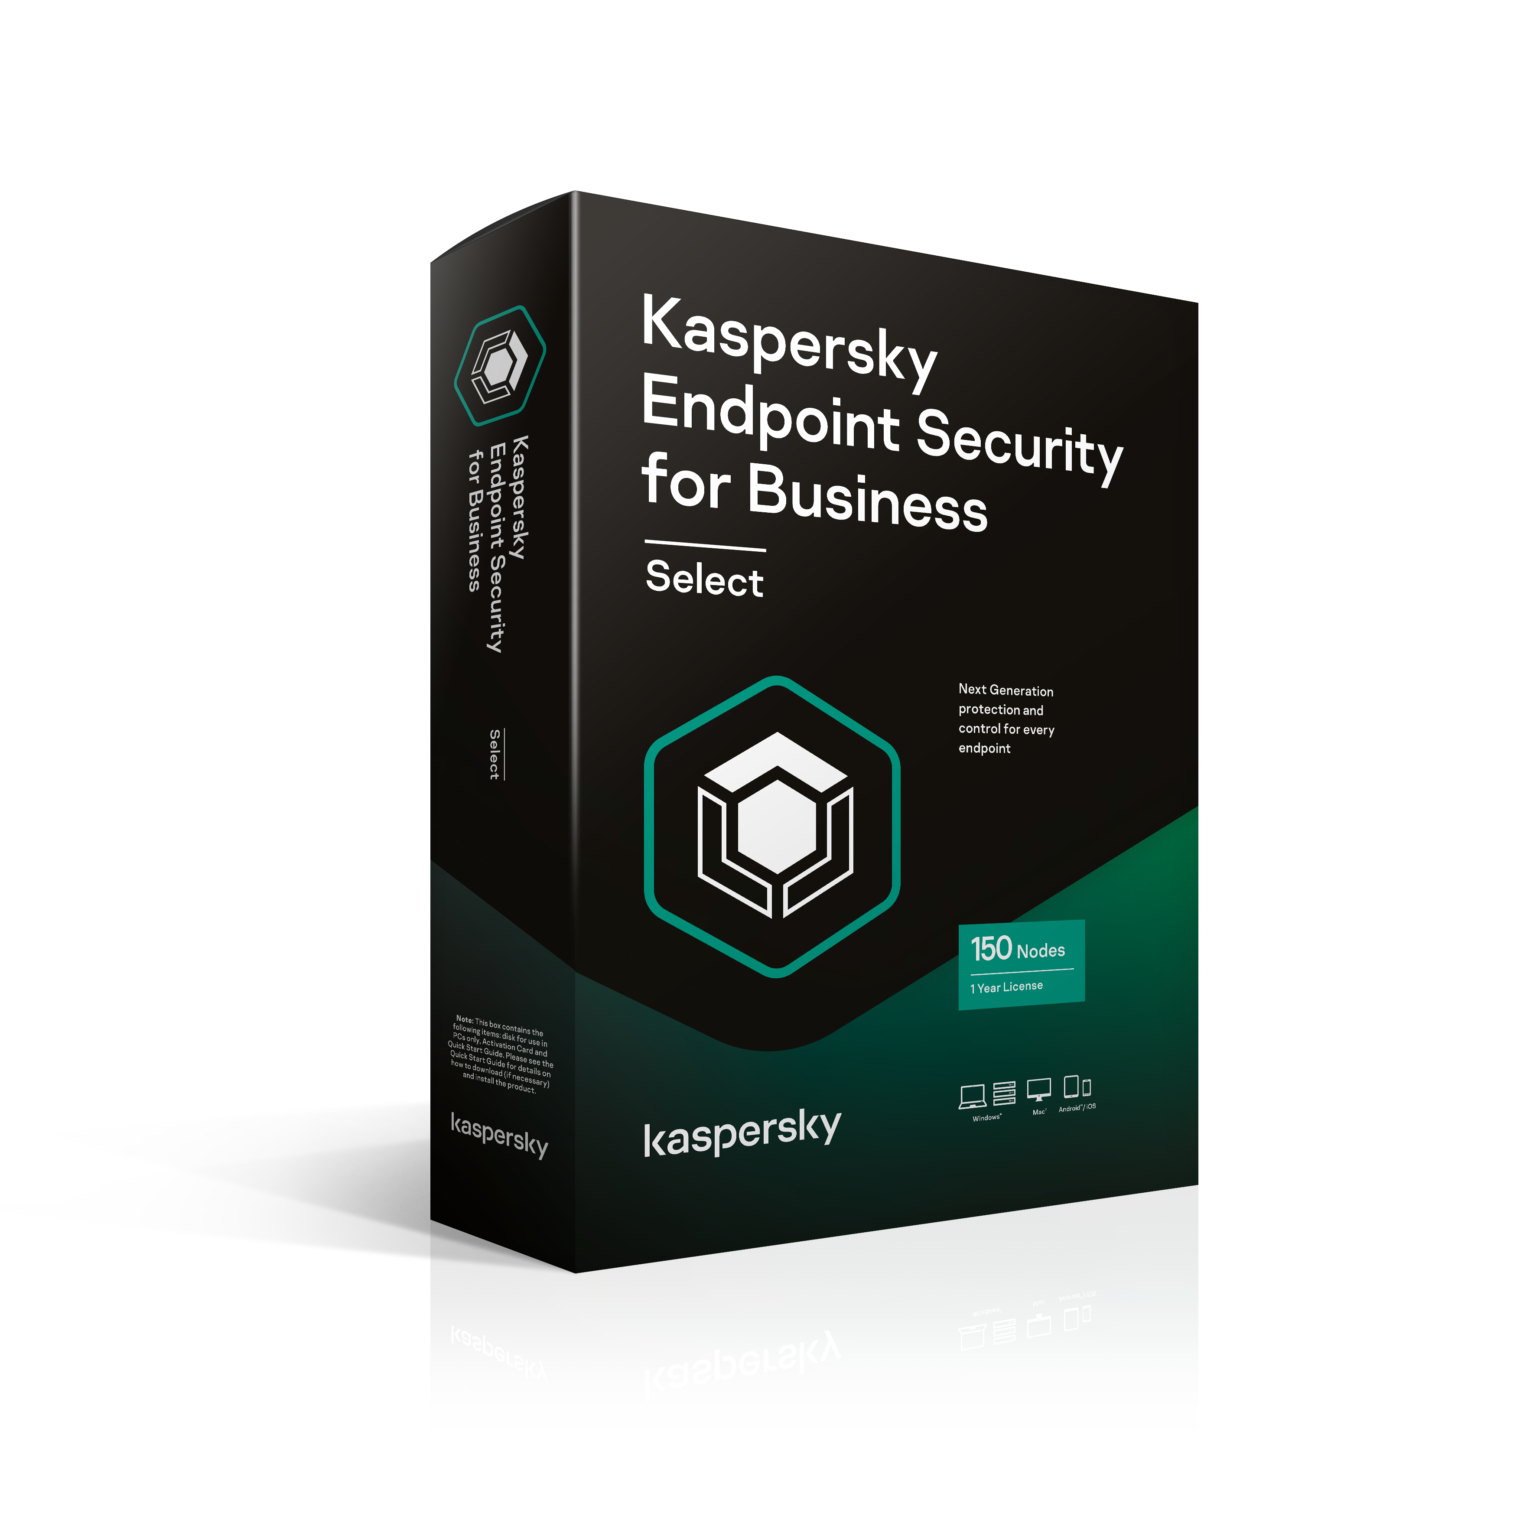 Kaspersky
Endpoint Security
for Business
Select
Next Generation
protection and
control for every
endpoint
150 Nodes
1 Year License
Windows®
Mac®
Android™/iOS
kaspersky
Kaspersky
Endpoint Security
for Business
Select
Note: This box contains the
following items: disk for use in
PCs only, Activation Card and
Quick Start Guide. Please see the
Quick Start Guide for details on
how to download (if necessary)
and install the product.
kaspersky